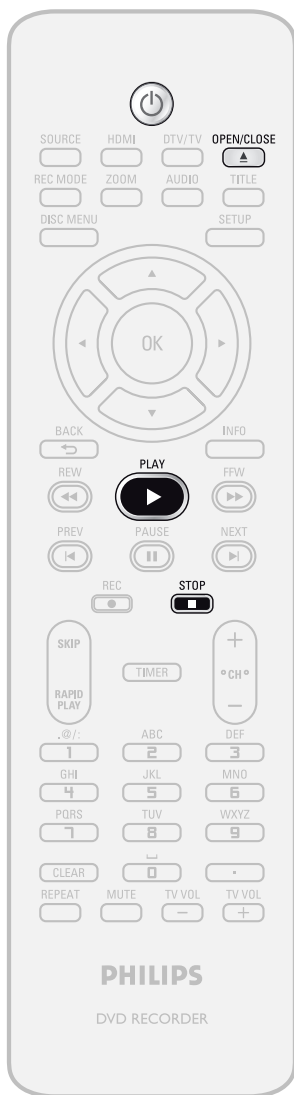 SOURCE HDMI DTV/TV OPEN/CLOSE
REC MODE ZOOM AUDIO TITLE
DISC MENU SETUP
OK
BACK INFO
PLAY
REW FFW
PREV PAUSE NEXT
REC STOP
SKIP
RAPID
PLAY
TIMER
+
CH
−
.@/: ABC DEF
1 2 3
GHI JKL MNO
4 5 6
PQRS TUV WXYZ
7 8 9
CLEAR 0 .
REPEAT MUTE TV VOL TV VOL
− +
PHILIPS
DVD RECORDER